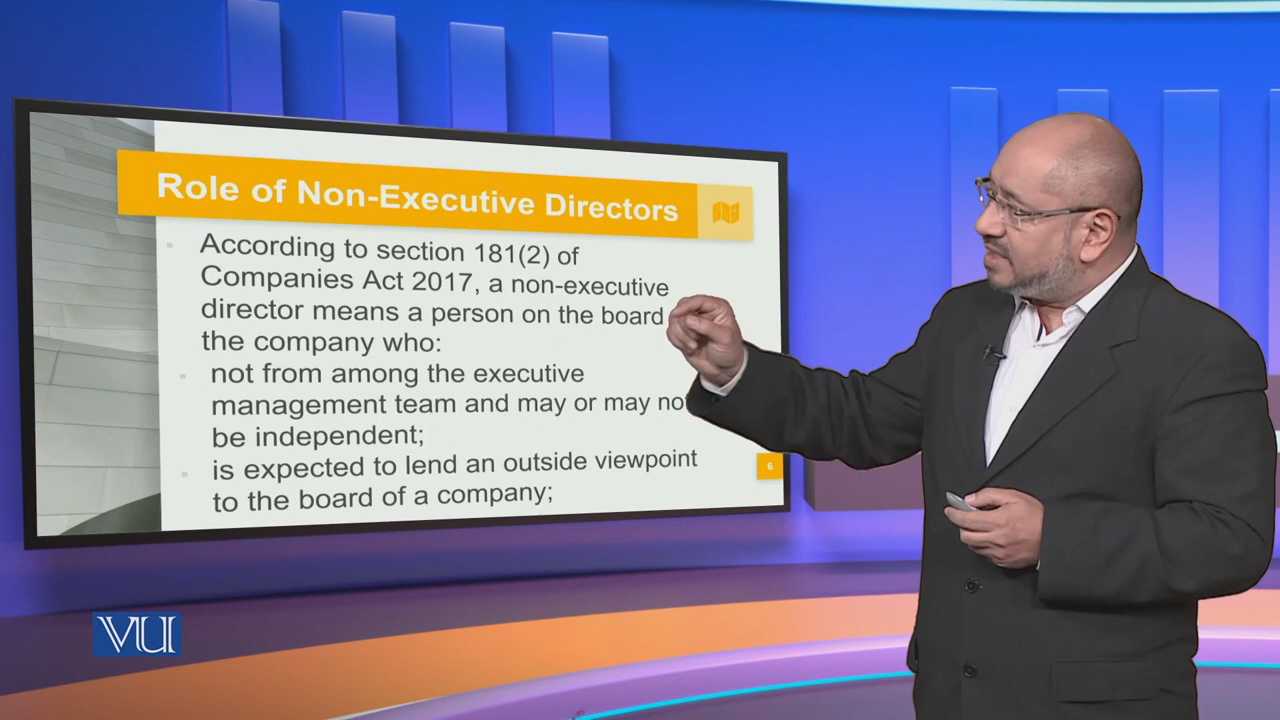 Role of Non-Executive Directors
According to section 181(2) of
Companies Act 2017, a non-executive
director means a person on the board
the company who:
not from among the executive
management team and may or may not
be independent;
is expected to lend an outside viewpoint
to the board of a company;
6
VU